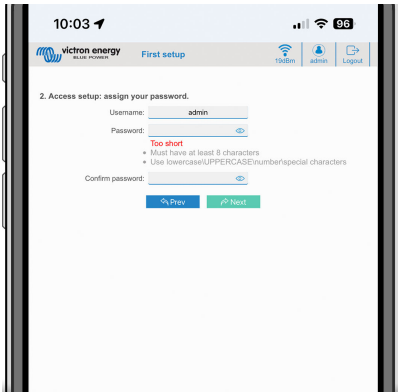 10:03
96
victron energy
BLUE POWER
First setup
19dBm
admin
Logout
2. Access setup: assign your password.
Username: admin
Password:
Too short
• Must have at least 8 characters
• Use lowercase\UPPERCASE\number\special characters
Confirm password:
Prev
Next